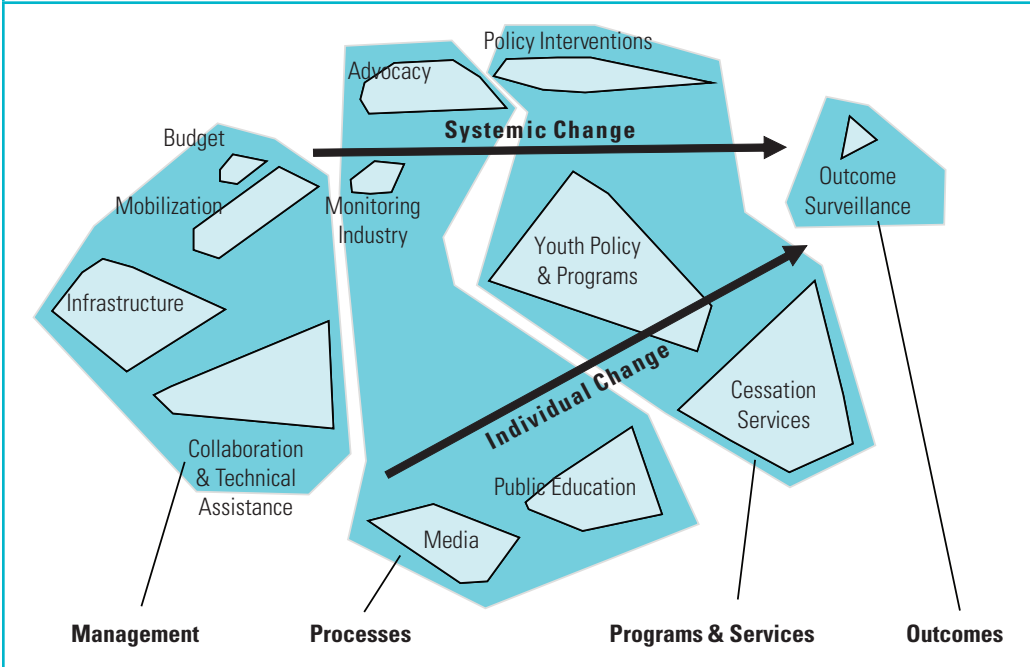 Policy Interventions
Advocacy
Systemic Change
Budget
Mobilization
Monitoring
Industry
Outcome
Surveillance
Infrastructure
Youth Policy
& Programs
Individual Change
Cessation
Services
Collaboration
& Technical
Assistance
Public Education
Media
Management
Processes
Programs & Services
Outcomes